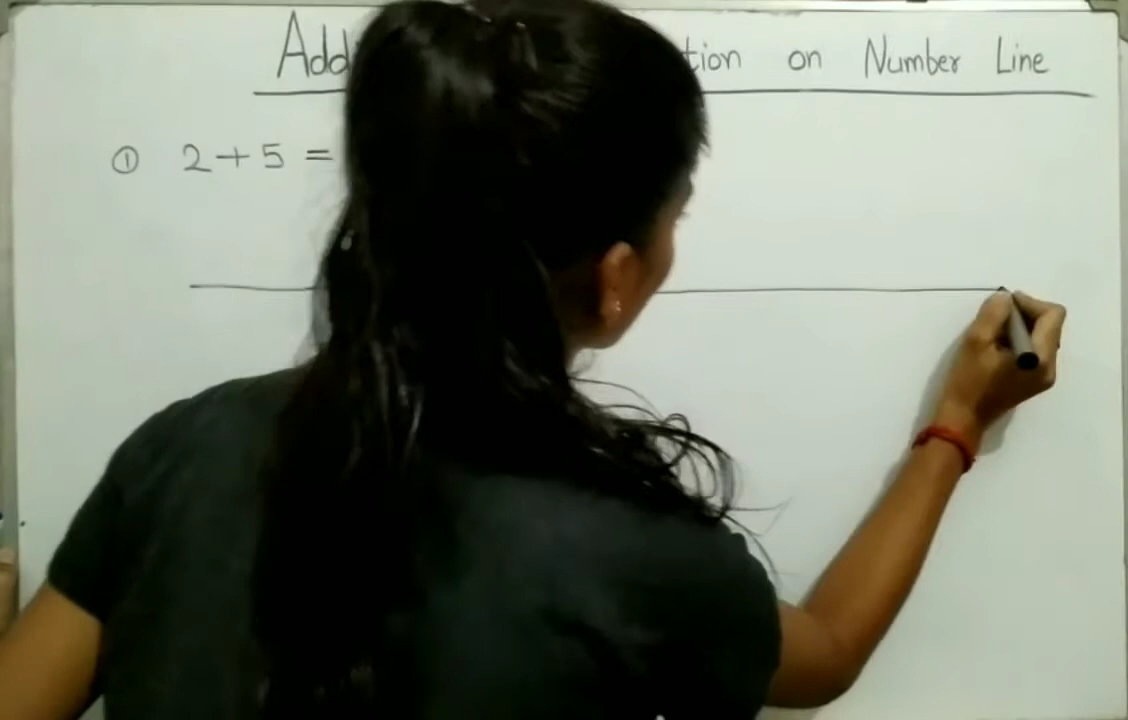 Add tion on Number Line
① 2+5 =